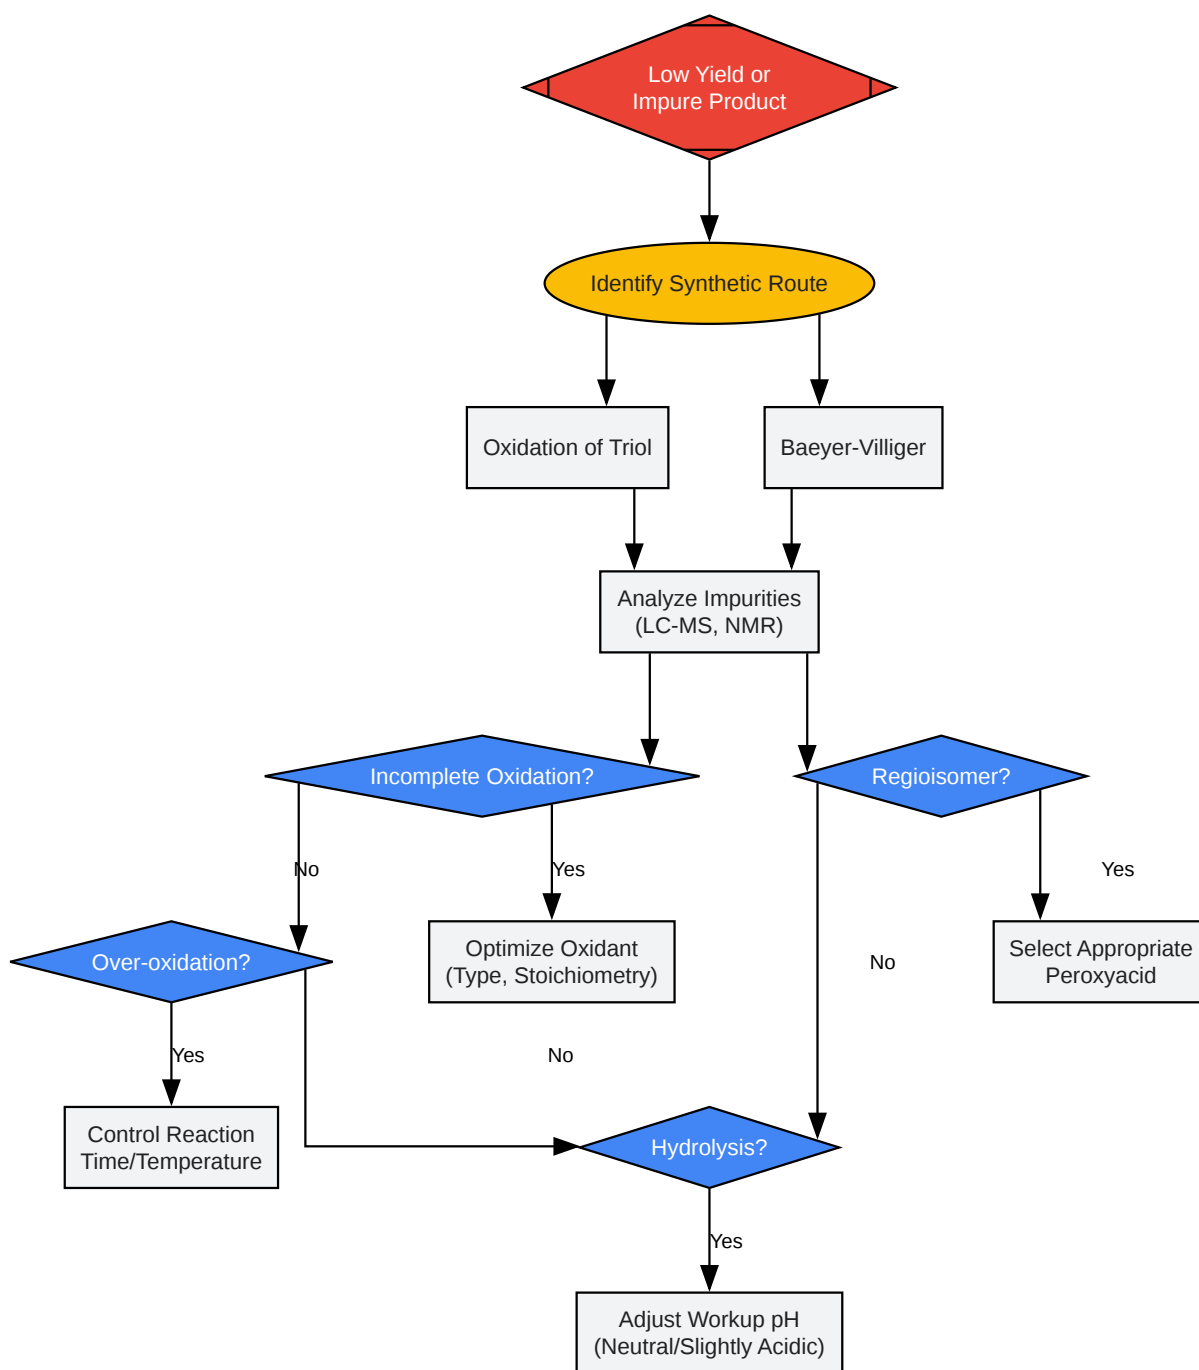 Low Yield or
Impure Product
Identify Synthetic Route
Oxidation of Triol
Baeyer-Villiger
Analyze Impurities
(LC-MS, NMR)
Incomplete Oxidation?
Regioisomer?
No
Yes
Yes
Over-oxidation?
Optimize Oxidant
(Type, Stoichiometry)
No
Select Appropriate
Peroxyacid
Yes
No
Control Reaction
Time/Temperature
Hydrolysis?
Yes
Adjust Workup pH
(Neutral/Slightly Acidic)